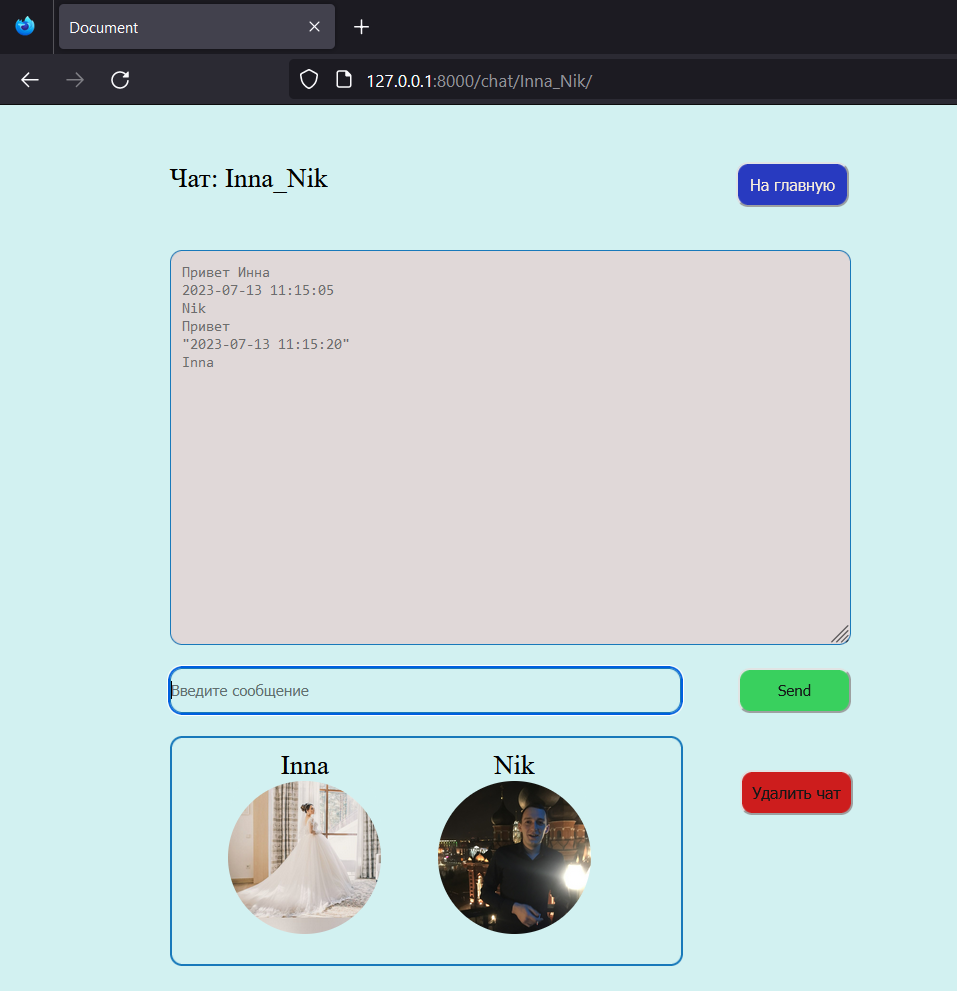 Document
127.0.0.1:8000/chat/Inna_Nik/
Чат: Inna_Nik
На главную
Привет Инна
2023-07-13 11:15:05
Nik
Привет
"2023-07-13 11:15:20"
Inna
Введите сообщение
Send
Inna
Nik
Удалить чат